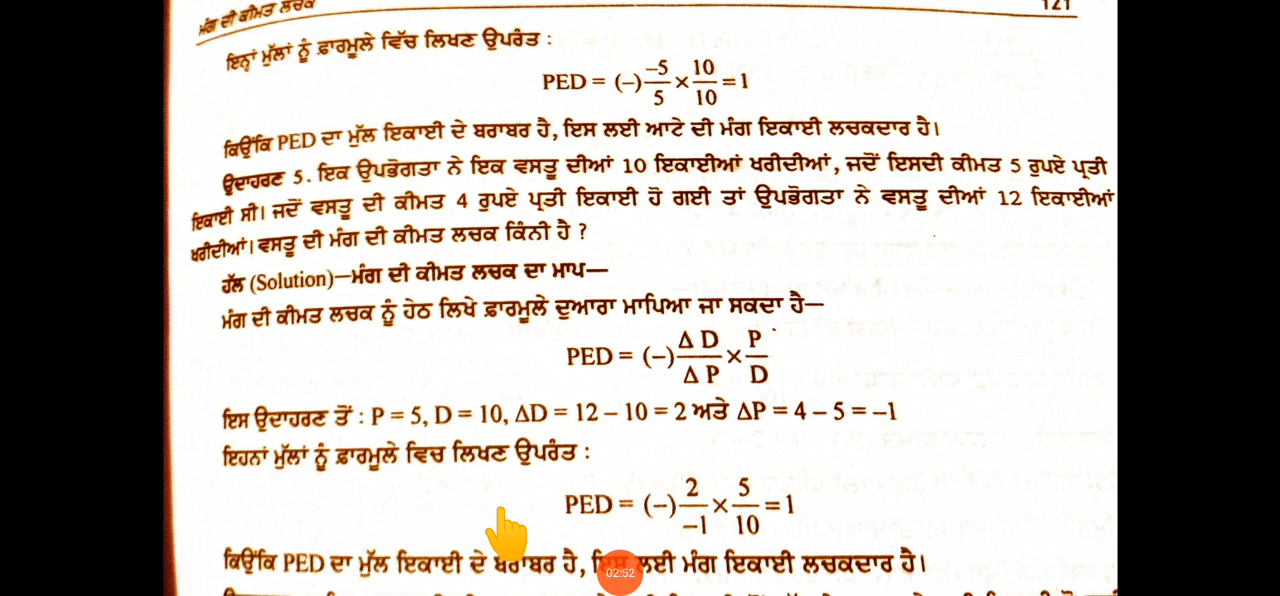 ਮੰਗ ਦੀ ਕੀਮਤ ਲਚਕ 121
ਇਨ੍ਹਾਂ ਮੁੱਲਾਂ ਨੂੰ ਫ਼ਾਰਮੂਲੇ ਵਿੱਚ ਲਿਖਣ ਉਪਰੰਤ :
PED = (–) –5/5 × 10/10 = 1
ਕਿਉਂਕਿ PED ਦਾ ਮੁੱਲ ਇਕਾਈ ਦੇ ਬਰਾਬਰ ਹੈ, ਇਸ ਲਈ ਆਟੇ ਦੀ ਮੰਗ ਇਕਾਈ ਲਚਕਦਾਰ ਹੈ।
ਉਦਾਹਰਣ 5. ਇਕ ਉਪਭੋਗਤਾ ਨੇ ਇਕ ਵਸਤੂ ਦੀਆਂ 10 ਇਕਾਈਆਂ ਖਰੀਦੀਆਂ, ਜਦੋਂ ਇਸਦੀ ਕੀਮਤ 5 ਰੁਪਏ ਪ੍ਰਤੀ
ਇਕਾਈ ਸੀ। ਜਦੋਂ ਵਸਤੂ ਦੀ ਕੀਮਤ 4 ਰੁਪਏ ਪ੍ਰਤੀ ਇਕਾਈ ਹੋ ਗਈ ਤਾਂ ਉਪਭੋਗਤਾ ਨੇ ਵਸਤੂ ਦੀਆਂ 12 ਇਕਾਈਆਂ
ਖਰੀਦੀਆਂ। ਵਸਤੂ ਦੀ ਮੰਗ ਦੀ ਕੀਮਤ ਲਚਕ ਕਿੰਨੀ ਹੈ ?
ਹੱਲ (Solution)—ਮੰਗ ਦੀ ਕੀਮਤ ਲਚਕ ਦਾ ਮਾਪ—
ਮੰਗ ਦੀ ਕੀਮਤ ਲਚਕ ਨੂੰ ਹੇਠ ਲਿਖੇ ਫ਼ਾਰਮੂਲੇ ਦੁਆਰਾ ਮਾਪਿਆ ਜਾ ਸਕਦਾ ਹੈ—
PED = (–) Δ D/Δ P × P/D
ਇਸ ਉਦਾਹਰਣ ਤੋਂ : P = 5, D = 10, ΔD = 12 – 10 = 2 ਅਤੇ ΔP = 4 – 5 = –1
ਇਹਨਾਂ ਮੁੱਲਾਂ ਨੂੰ ਫ਼ਾਰਮੂਲੇ ਵਿਚ ਲਿਖਣ ਉਪਰੰਤ :
PED = (–) 2/–1 × 5/10 = 1
ਕਿਉਂਕਿ PED ਦਾ ਮੁੱਲ ਇਕਾਈ ਦੇ ਬਰਾਬਰ ਹੈ, ਇਸ ਲਈ ਮੰਗ ਇਕਾਈ ਲਚਕਦਾਰ ਹੈ।
02:52